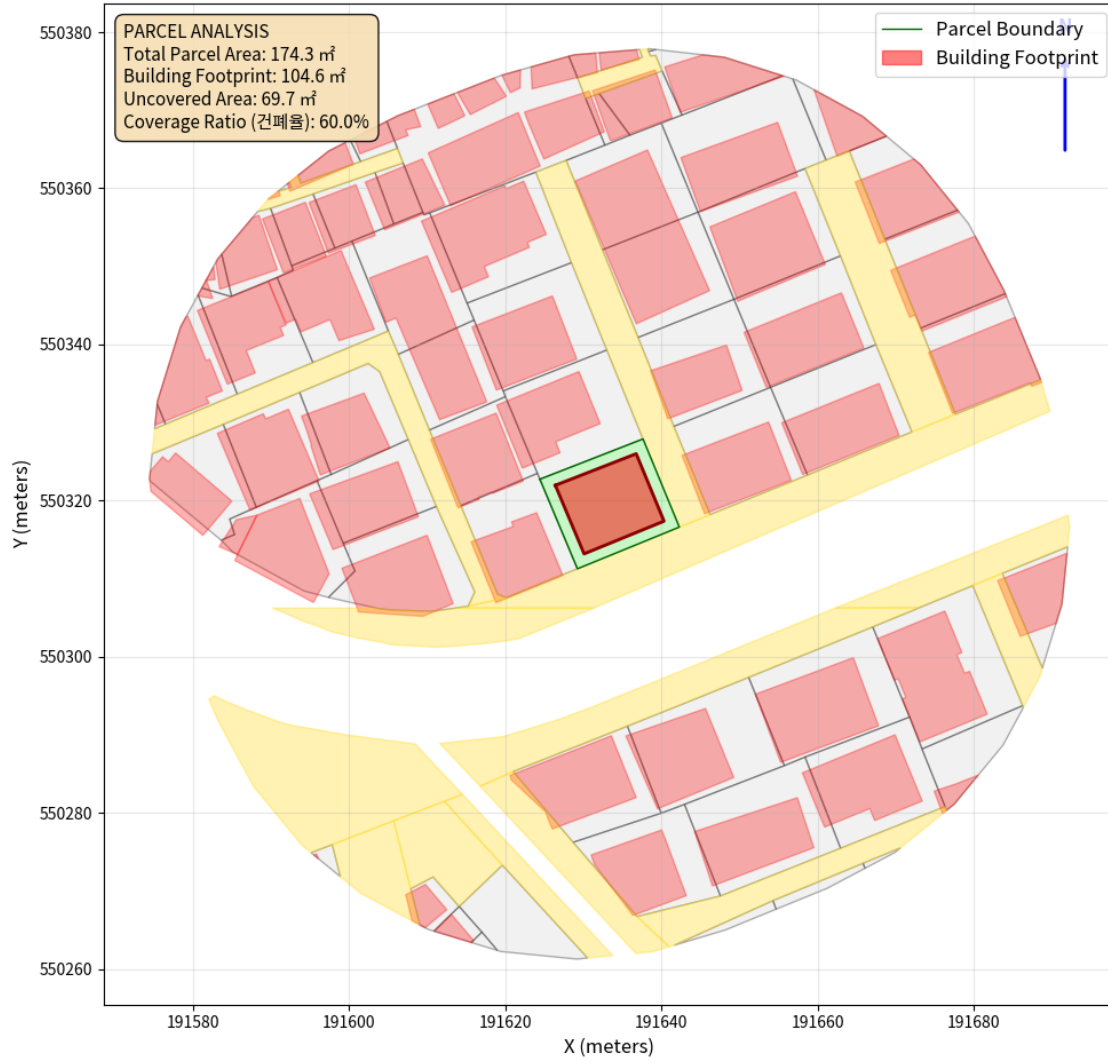 PARCEL ANALYSIS
Total Parcel Area: 174.3 ㎡
Building Footprint: 104.6 ㎡
Uncovered Area: 69.7 ㎡
Coverage Ratio (건폐율): 60.0%
N
Parcel Boundary
Building Footprint
550380
550360
550340
550320
550300
550280
550260
Y (meters)
191580
191600
191620
191640
191660
191680
X (meters)